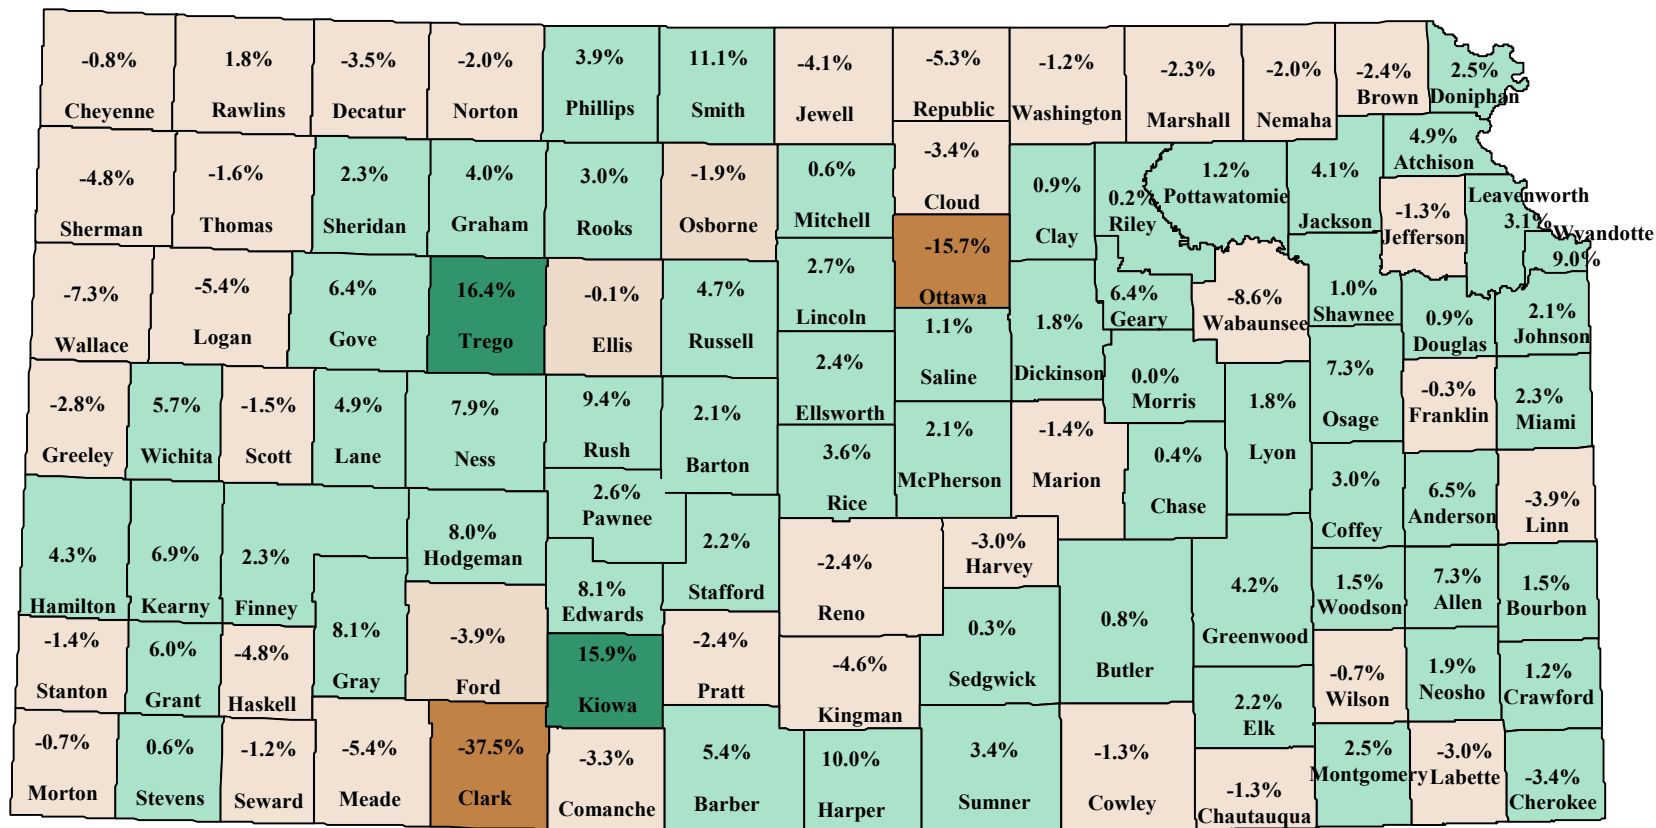 -0.8%
Cheyenne
1.8%
Rawlins
-3.5%
Decatur
-2.0%
Norton
3.9%
Phillips
11.1%
Smith
-4.1%
Jewell
-5.3%
Republic
-1.2%
Washington
-2.3%
Marshall
-2.0%
Nemaha
-2.4%
Brown
2.5%
Doniphan
-4.8%
Sherman
-1.6%
Thomas
2.3%
Sheridan
4.0%
Graham
3.0%
Rooks
-1.9%
Osborne
0.6%
Mitchell
-3.4%
Cloud
0.9%
Clay
0.2%
Riley
1.2%
Pottawatomie
4.1%
Jackson
4.9%
Atchison
-1.3%
Jefferson
Leavenworth
3.1%
Wyandotte
9.0%
-7.3%
Wallace
-5.4%
Logan
6.4%
Gove
16.4%
Trego
-0.1%
Ellis
4.7%
Russell
2.7%
Lincoln
-15.7%
Ottawa
1.8%
Dickinson
6.4%
Geary
-8.6%
Wabaunsee
1.0%
Shawnee
0.9%
Douglas
2.1%
Johnson
-2.8%
Greeley
5.7%
Wichita
-1.5%
Scott
4.9%
Lane
7.9%
Ness
9.4%
Rush
2.1%
Barton
2.4%
Ellsworth
1.1%
Saline
0.0%
Morris
1.8%
Lyon
7.3%
Osage
-0.3%
Franklin
2.3%
Miami
3.6%
Rice
2.1%
McPherson
-1.4%
Marion
0.4%
Chase
3.0%
Coffey
6.5%
Anderson
-3.9%
Linn
4.3%
Hamilton
6.9%
Kearny
2.3%
Finney
8.0%
Hodgeman
2.6%
Pawnee
2.2%
Stafford
-2.4%
Reno
-3.0%
Harvey
0.8%
Butler
4.2%
Greenwood
1.5%
Woodson
7.3%
Allen
1.5%
Bourbon
8.1%
Gray
-3.9%
Ford
8.1%
Edwards
-1.4%
Stanton
6.0%
Grant
-4.8%
Haskell
15.9%
Kiowa
-2.4%
Pratt
-4.6%
Kingman
0.3%
Sedgwick
2.2%
Elk
-0.7%
Wilson
1.9%
Neosho
1.2%
Crawford
-0.7%
Morton
0.6%
Stevens
-1.2%
Seward
-5.4%
Meade
-37.5%
Clark
-3.3%
Comanche
5.4%
Barber
10.0%
Harper
3.4%
Sumner
-1.3%
Cowley
-1.3%
Chautauqua
2.5%
Montgomery
-3.0%
Labette
-3.4%
Cherokee